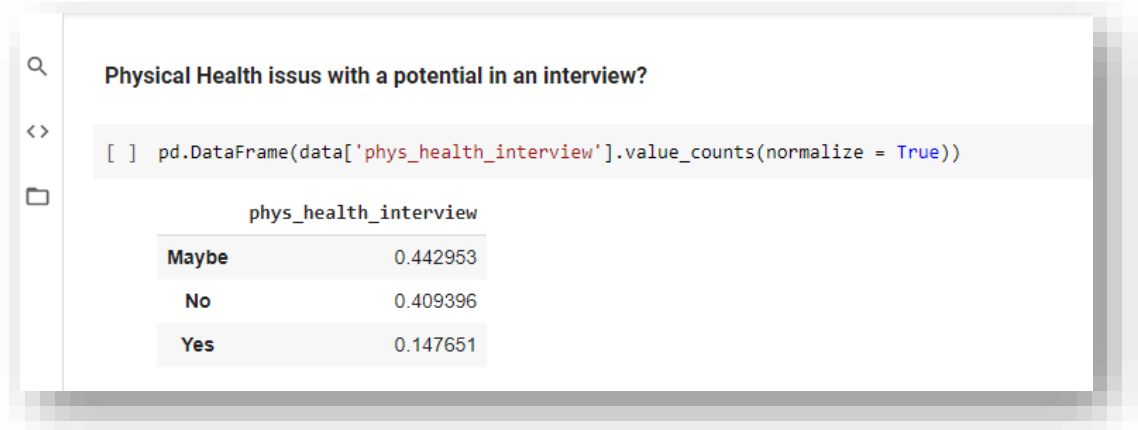 Physical Health issus with a potential in an interview?
[ ] pd.DataFrame(data['phys_health_interview'].value_counts(normalize = True))
phys_health_interview
Maybe 0.442953
No 0.409396
Yes 0.147651